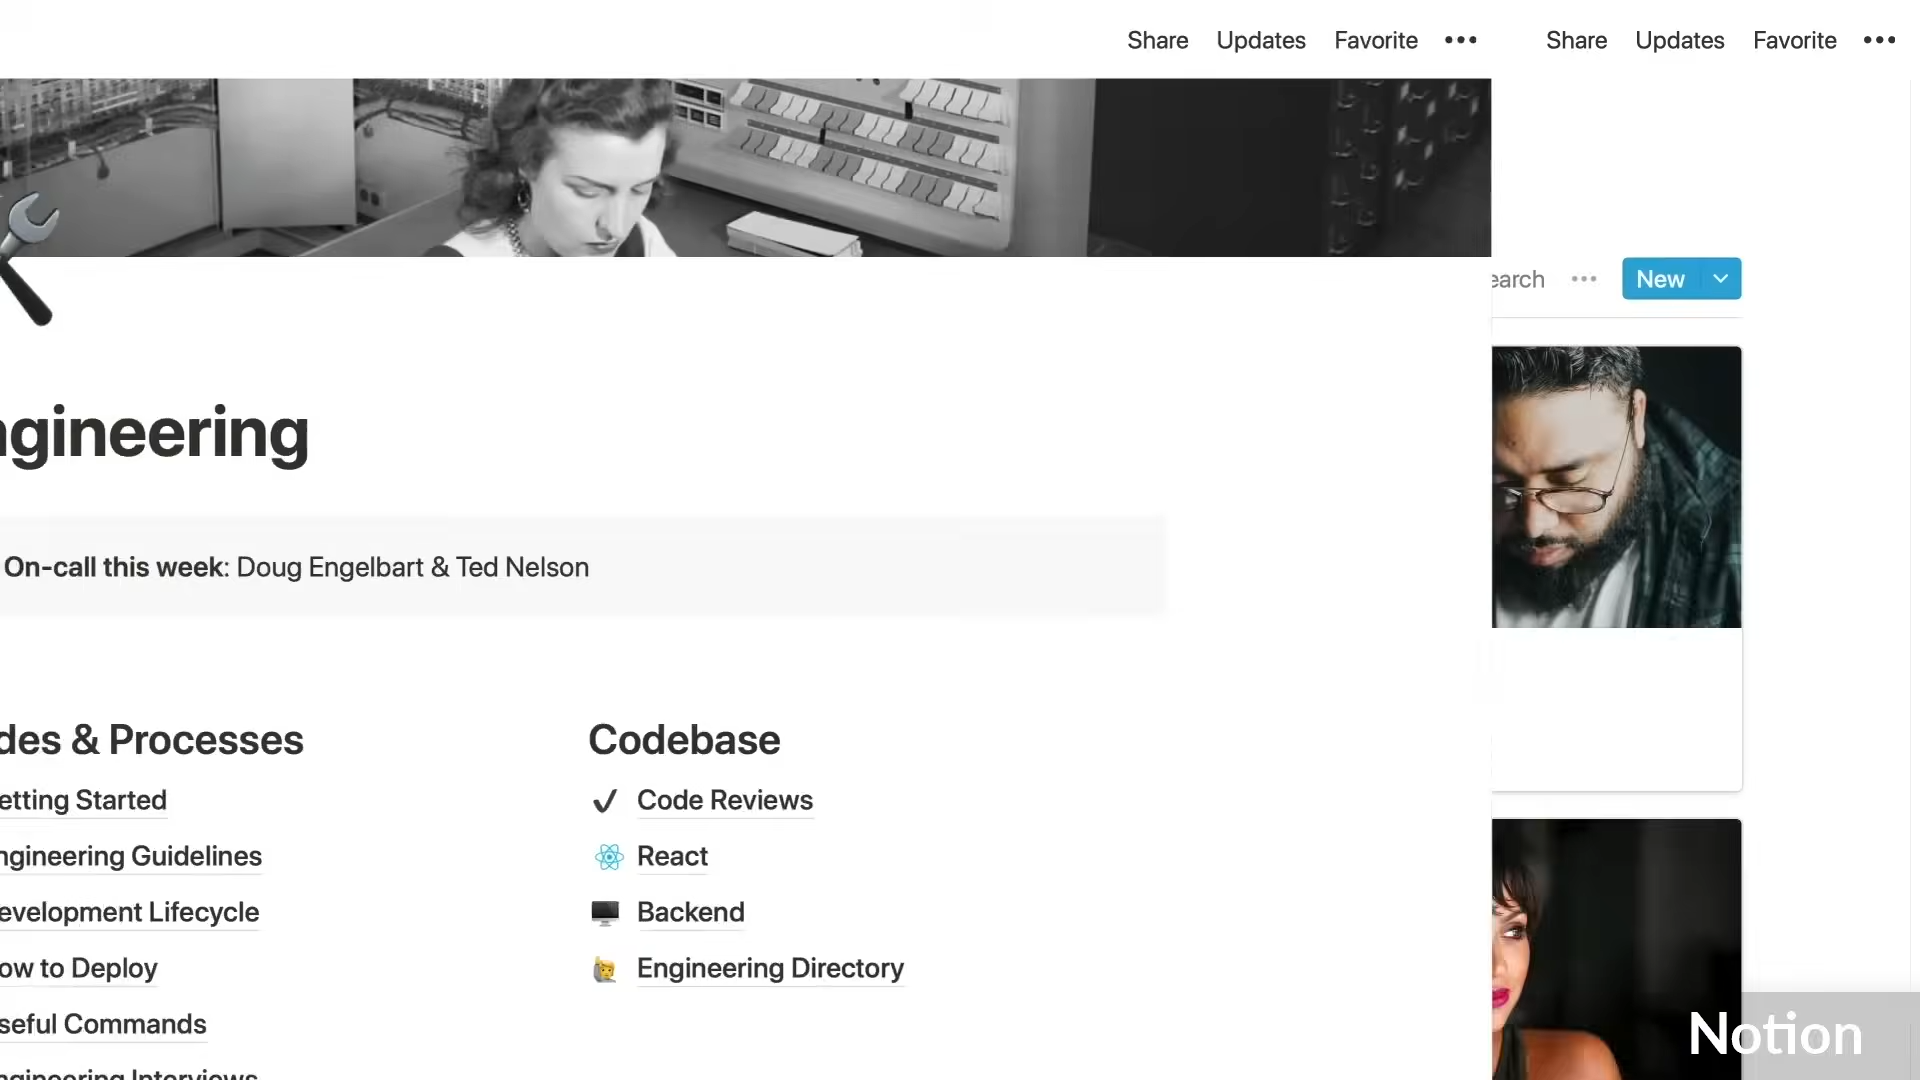 Share Updates Favorite
Share Updates Favorite
earch
New
ngineering
On-call this week: Doug Engelbart & Ted Nelson
des & Processes
etting Started
ngineering Guidelines
evelopment Lifecycle
ow to Deploy
seful Commands
ngineering Interviews
Codebase
Code Reviews
React
Backend
Engineering Directory
Notion